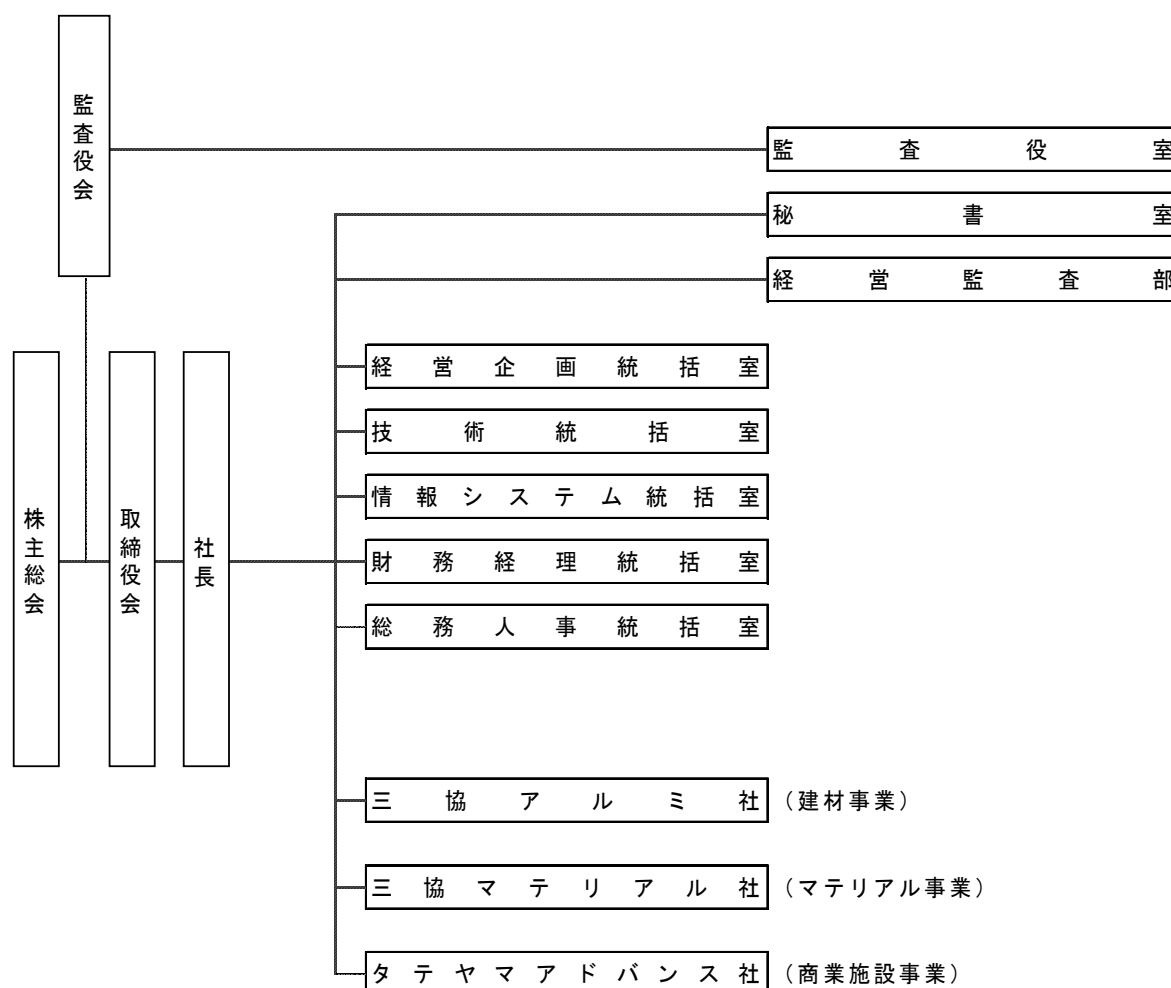 監査役会
監査役室
秘書室
経営監査部
株主総会
取締役会
社長
経営企画統括室
技術統括室
情報システム統括室
財務経理統括室
総務人事統括室
三協アルミ社 (建材事業)
三協マテリアル社 (マテリアル事業)
タテヤマアドバンス社 (商業施設事業)